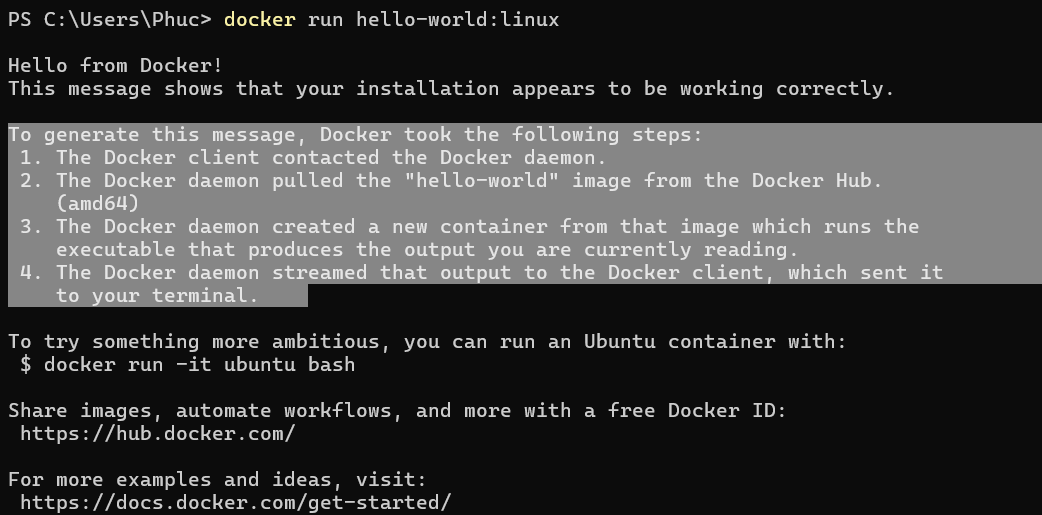 PS C:\Users\Phuc> docker run hello-world:linux
Hello from Docker!
This message shows that your installation appears to be working correctly.
To generate this message, Docker took the following steps:
1. The Docker client contacted the Docker daemon.
2. The Docker daemon pulled the "hello-world" image from the Docker Hub.
(amd64)
3. The Docker daemon created a new container from that image which runs the
executable that produces the output you are currently reading.
4. The Docker daemon streamed that output to the Docker client, which sent it
to your terminal.
To try something more ambitious, you can run an Ubuntu container with:
$ docker run -it ubuntu bash
Share images, automate workflows, and more with a free Docker ID:
https://hub.docker.com/
For more examples and ideas, visit:
https://docs.docker.com/get-started/